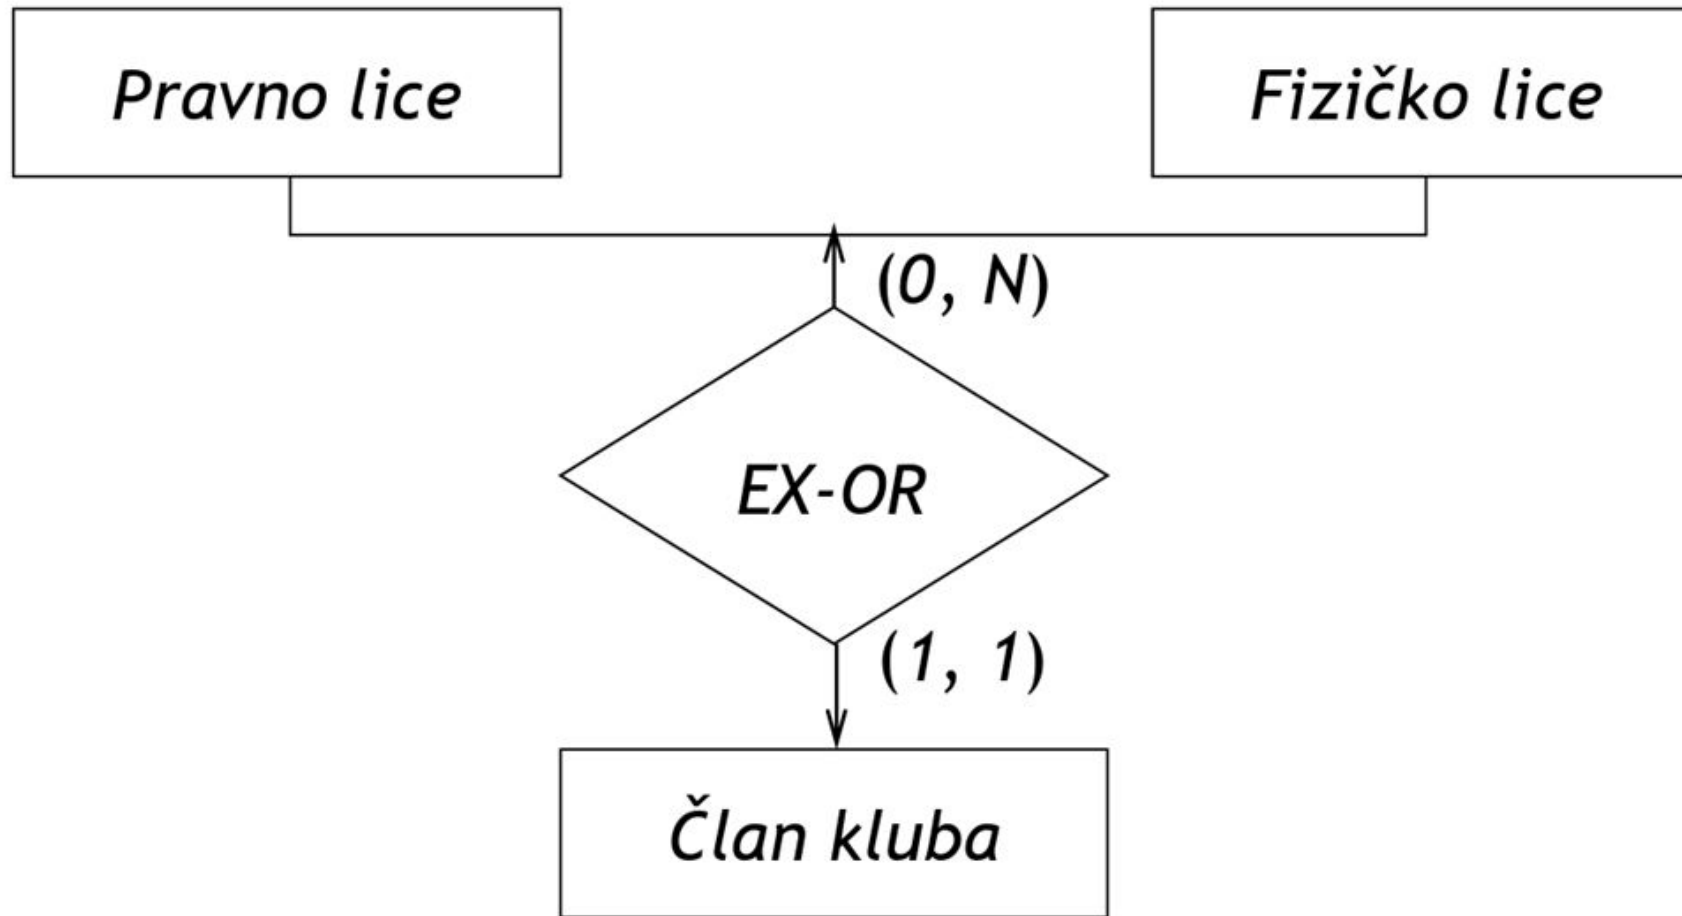 Pravno lice
Fizičko lice
(0, N)
EX-OR
(1, 1)
Član kluba